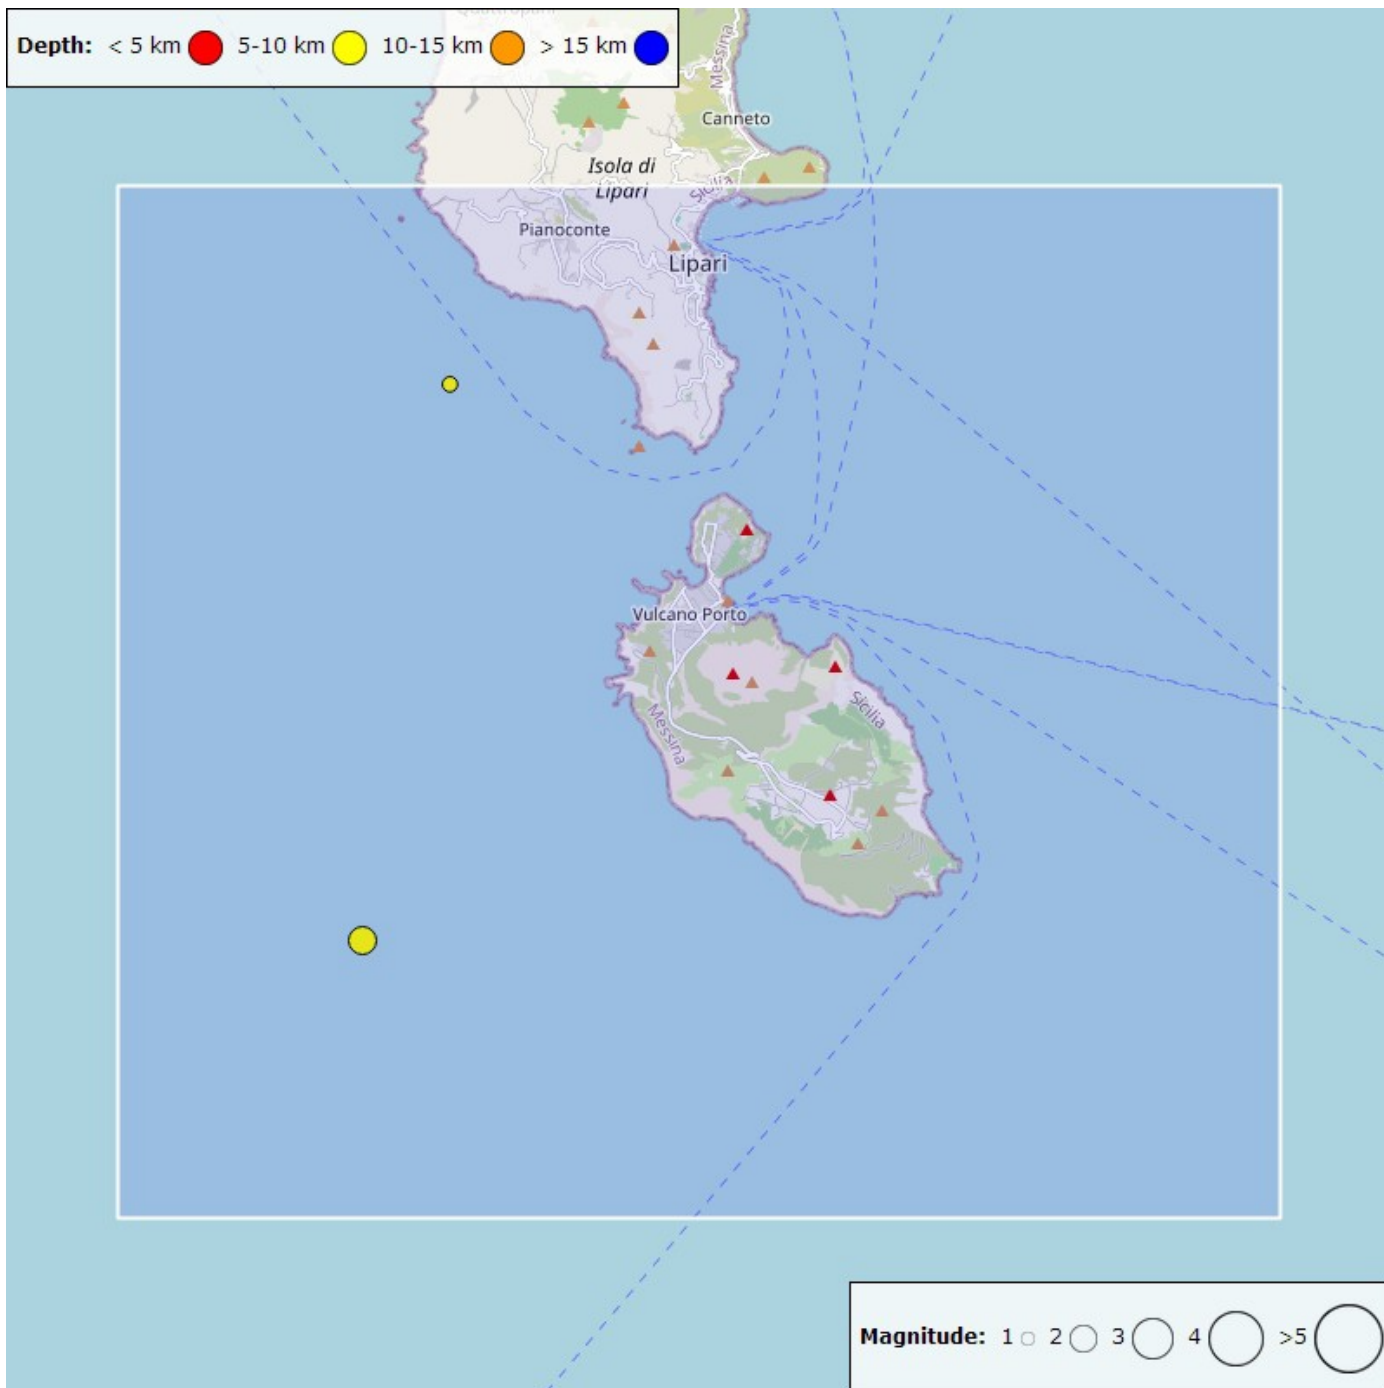 Quattropani
Depth: < 5 km 5-10 km 10-15 km > 15 km
Messina
Canneto
Isola di
Lipari
Sicilia
Pianoconte
Lipari
Vulcano Porto
Sicilia
Messina
Magnitude: 1 2 3 4 >5